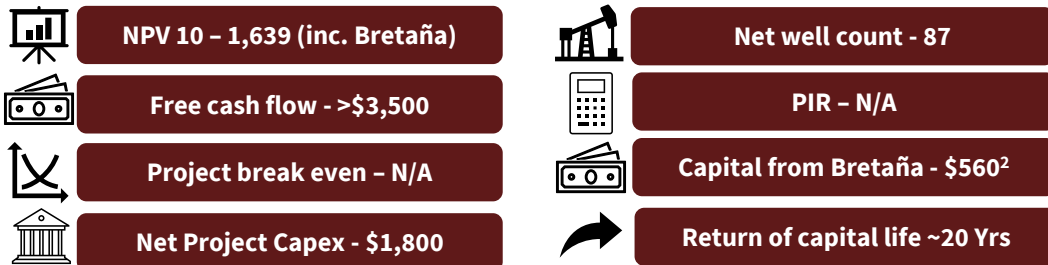 NPV 10 – 1,639 (inc. Bretaña)
Free cash flow - >$3,500
Project break even – N/A
Net Project Capex - $1,800
Net well count - 87
PIR – N/A
Capital from Bretaña - $560²
Return of capital life ~20 Yrs